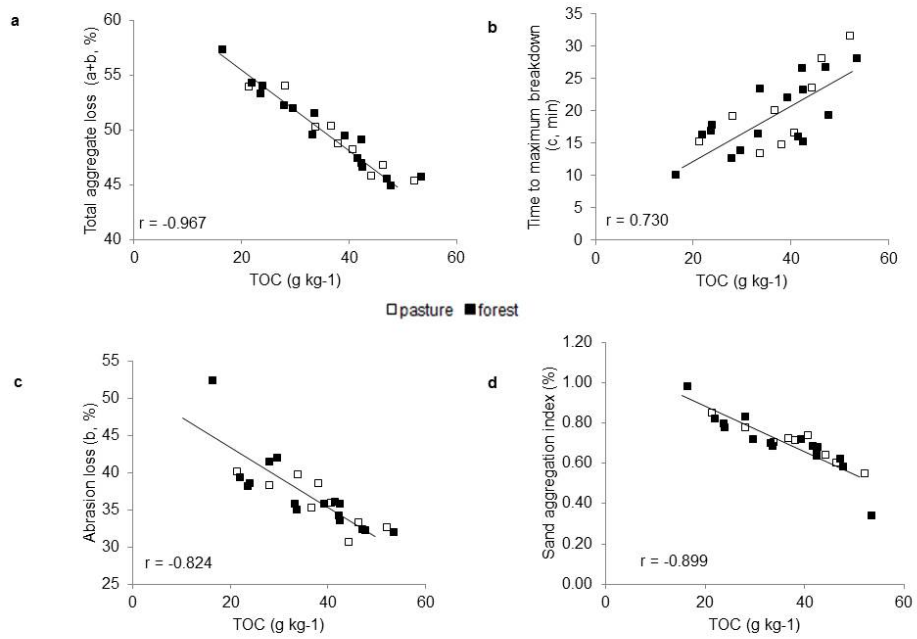 a
60
55
50
45
40
Total aggregate loss (a+b, %)
r = -0.967
0
20
40
60
TOC (g kg-1)
b
35
30
25
20
15
10
5
0
Time to maximum breakdown
(c, min)
r = 0.730
0
20
40
60
TOC (g kg-1)
pasture forest
c
55
50
45
40
35
30
25
Abrasion loss (b, %)
r = -0.824
0
20
40
60
TOC (g kg-1)
d
1.20
1.00
0.80
0.60
0.40
0.20
0.00
Sand aggregation index (%)
r = -0.899
0
20
40
60
TOC (g kg-1)